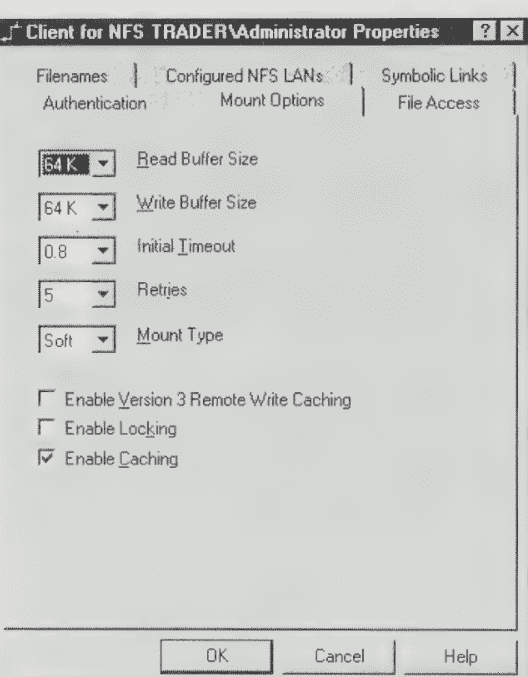 Client for NFS TRADER\Administrator Properties ? ×
Filenames Configured NFS LANs Symbolic Links
Authentication Mount Options File Access
64 K Read Buffer Size
64 K Write Buffer Size
0.8 Initial Timeout
5 Retries
Soft Mount Type
Enable Version 3 Remote Write Caching
Enable Locking
Enable Caching
OK Cancel Help